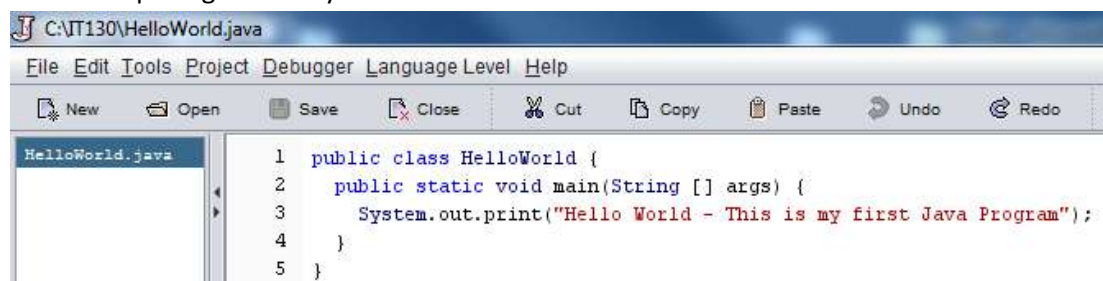 C:\IT130\HelloWorld.java
File Edit Tools Project Debugger Language Level Help
New Open Save Close Cut Copy Paste Undo Redo
HelloWorld.java
1 public class HelloWorld {
2 public static void main(String [] args) {
3 System.out.print("Hello World - This is my first Java Program");
4 }
5 }